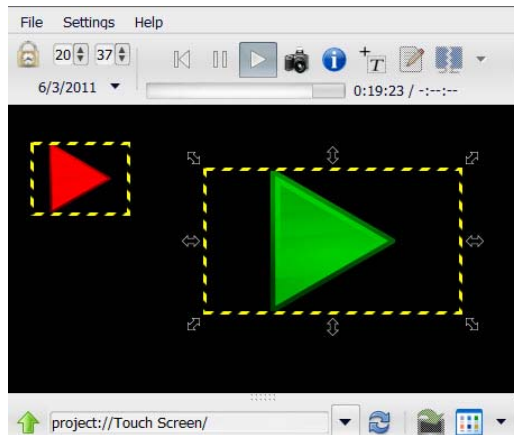 File Settings Help
20 37
T
6/3/2011
0:19:23 / -:--:--
project://Touch Screen/